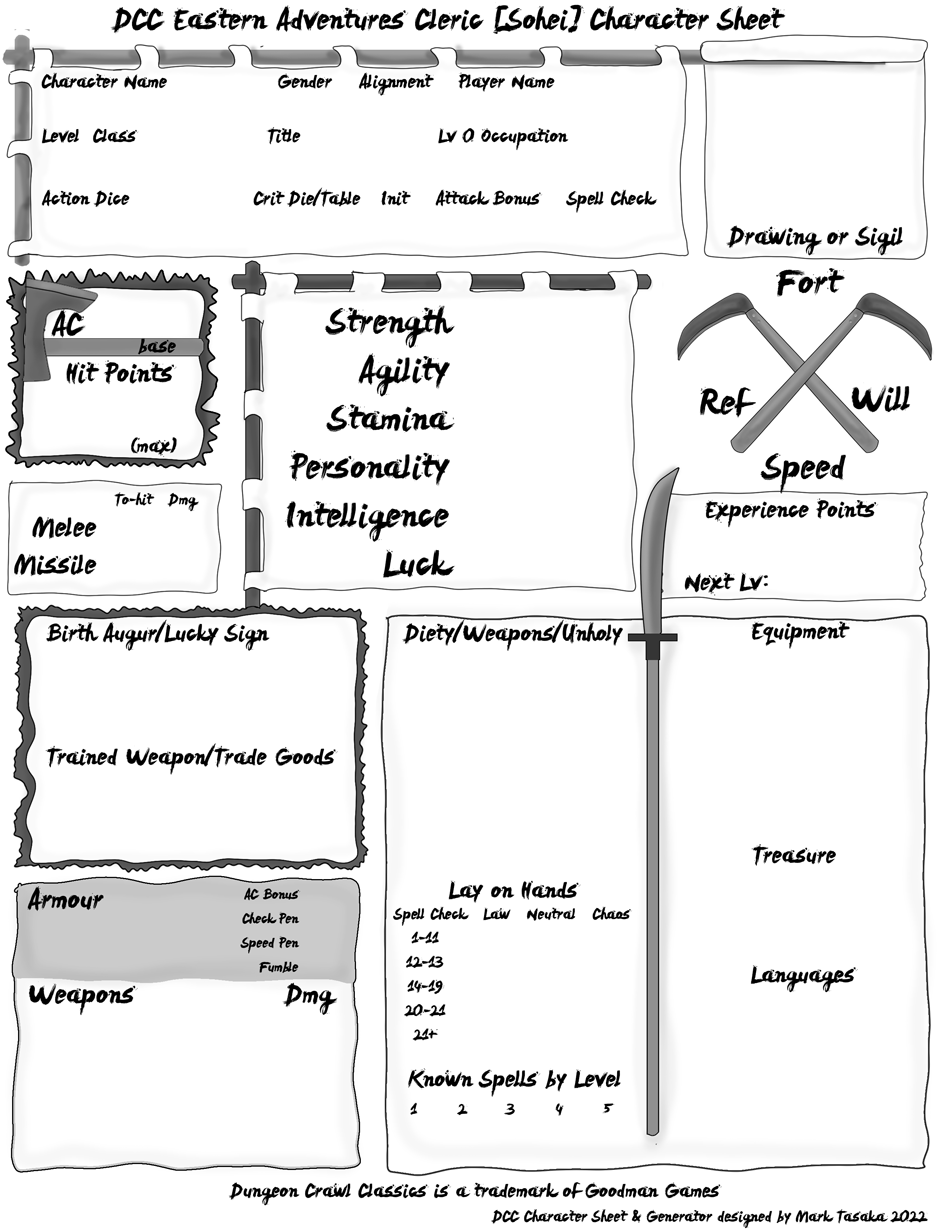 DCC Eastern Adventures Cleric [Sohei] Character Sheet
Character Name Gender Alignment Player Name
Level Class Title Lv 0 Occupation
Action Dice Crit Die/Table Init Attack Bonus Spell Check
Drawing or Sigil
AC
base
Hit Points
(max)
To-hit Dmg
Melee
Missile
Strength
Agility
Stamina
Personality
Intelligence
Luck
Fort
Ref Will
Speed
Experience Points
Next Lv:
Birth Augur/Lucky Sign
Trained Weapon/Trade Goods
Armour
AC Bonus
Check Pen
Speed Pen
Fumble
Weapons Dmg
Diety/Weapons/Unholy
Lay on Hands
Spell Check Law Neutral Chaos
1-11
12-13
14-19
20-21
21+
Known Spells by Level
1 2 3 4 5
Equipment
Treasure
Languages
Dungeon Crawl Classics is a trademark of Goodman Games
DCC Character Sheet & Generator designed by Mark Tasaka 2022